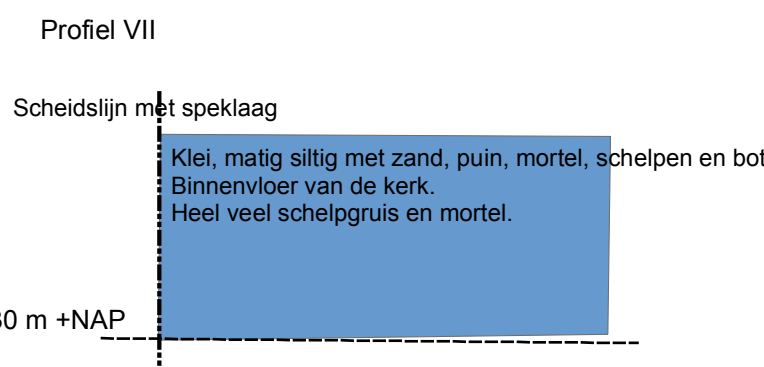 Profiel VII
Scheidslijn met speklaag
Klei, matig siltig met zand, puin, mortel, schelpen en bot
Binnenvloer van de kerk.
Heel veel schelpgruis en mortel.
0 m +NAP